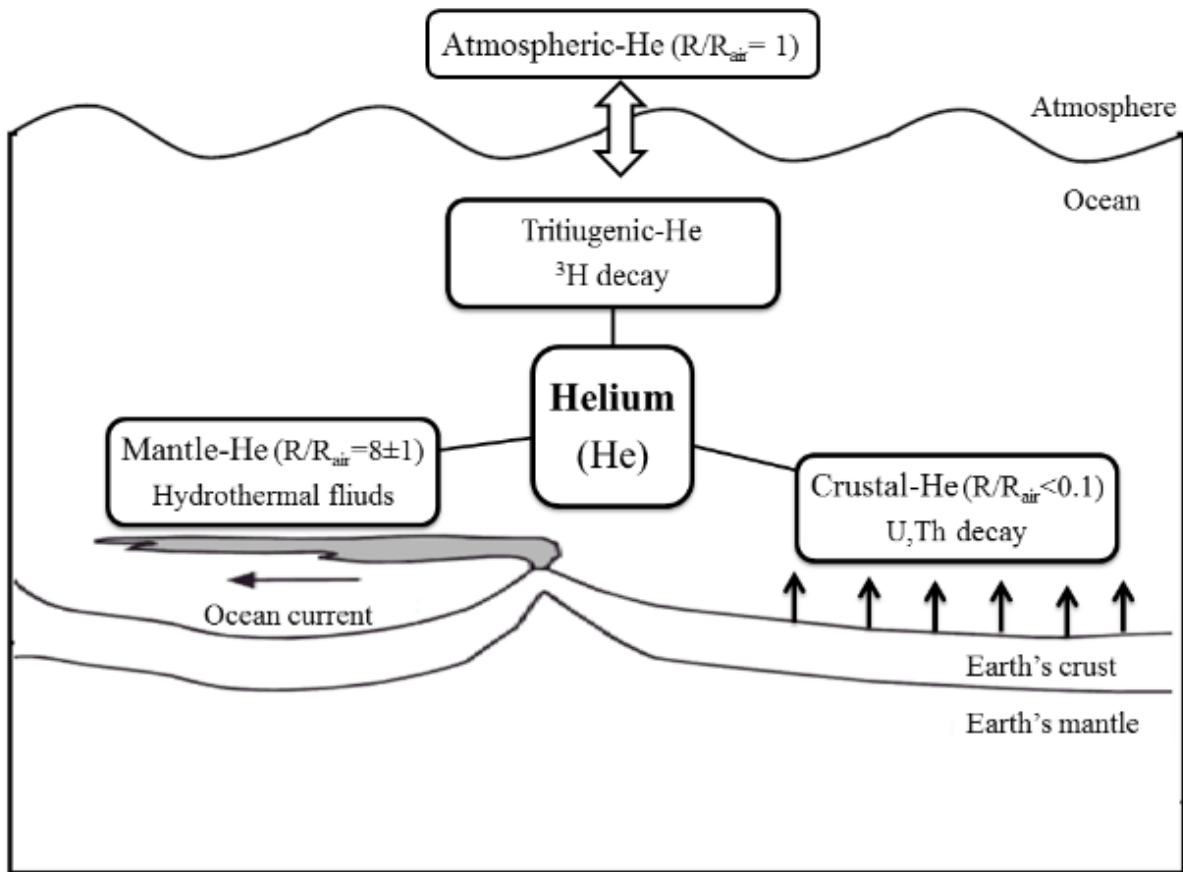 Atmospheric-He (R/Rair= 1)
Atmosphere
Ocean
Tritiugenic-He
³H decay
Helium
(He)
Mantle-He (R/Rair=8±1)
Hydrothermal fliuds
Crustal-He (R/Rair<0.1)
U,Th decay
Ocean current
Earth's crust
Earth's mantle